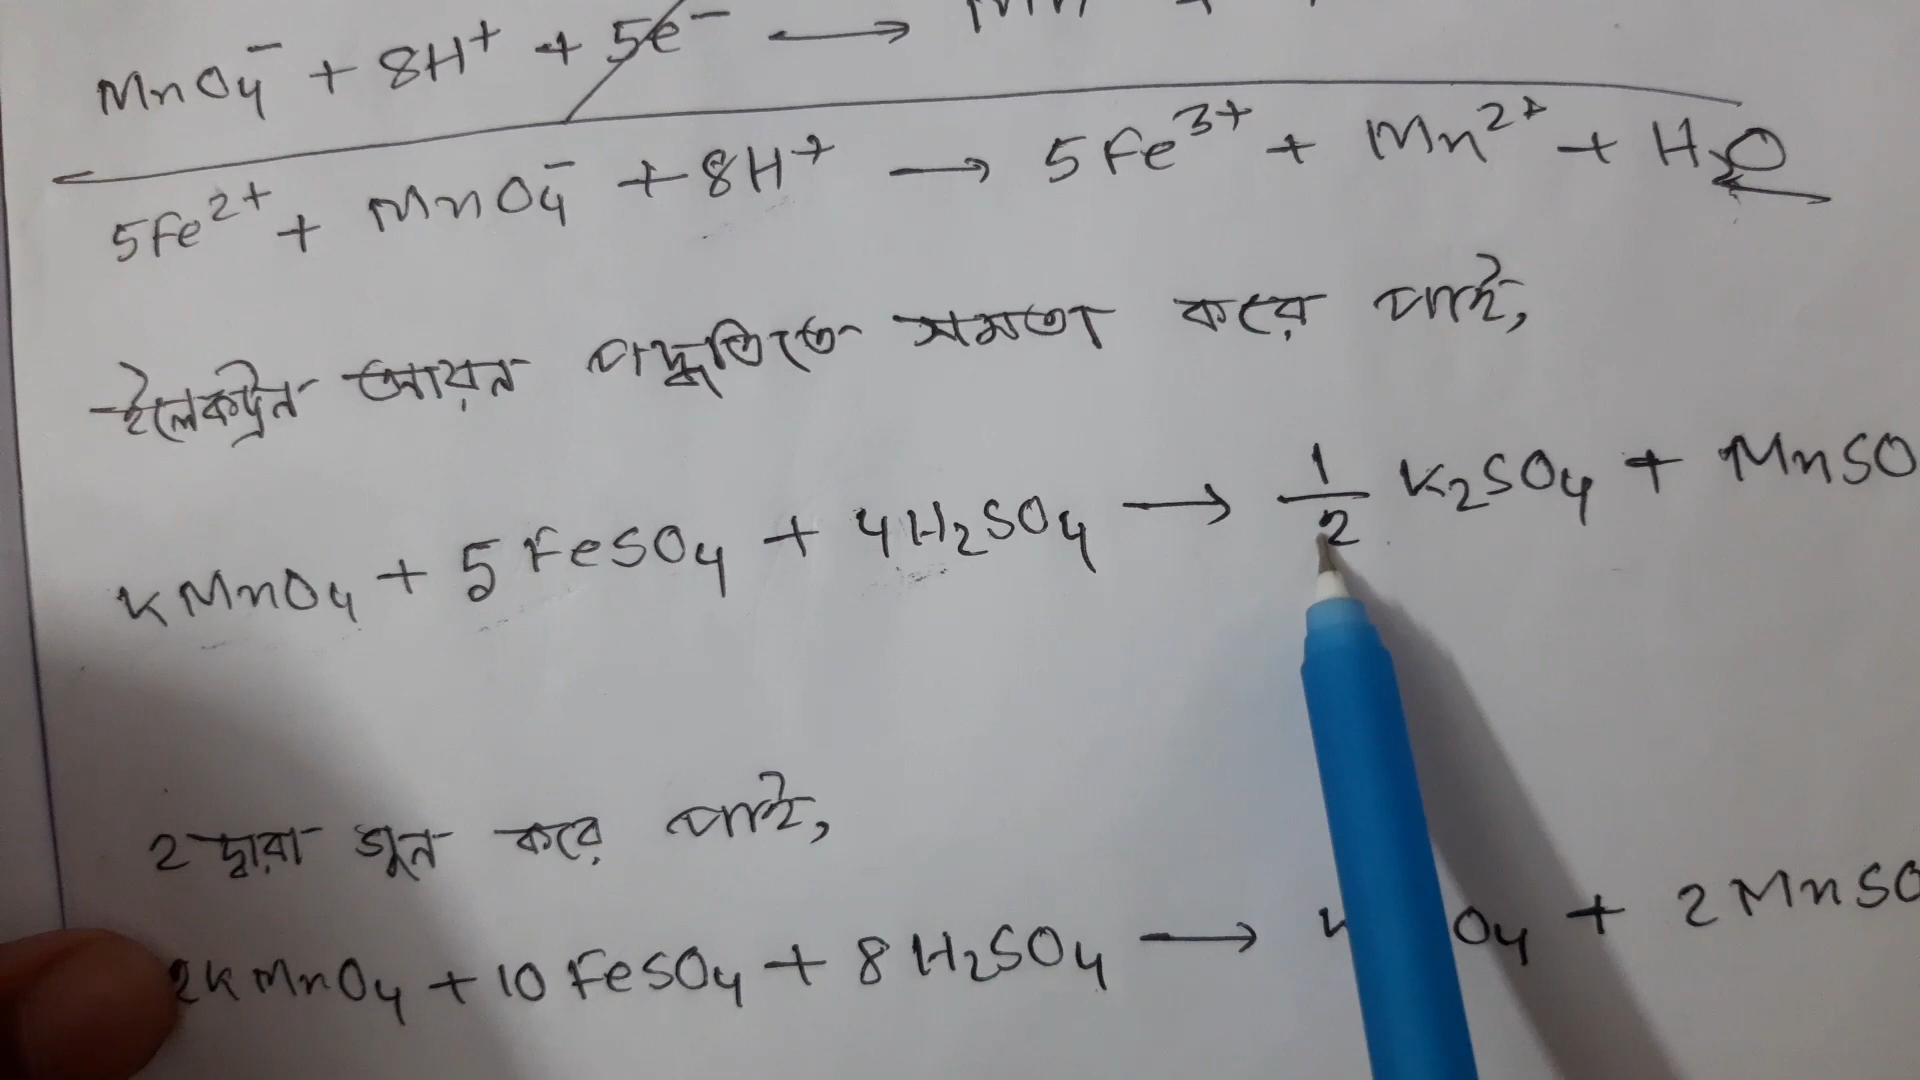 MnO₄⁻ + 8H⁺ + 5e⁻ →
5Fe²⁺ + MnO₄⁻ + 8H⁺ → 5Fe³⁺ + Mn²⁺ + H₂O
ইলেকট্রন আয়ন পদ্ধতিতে সমতা করে পাই,
KMnO₄ + 5FeSO₄ + 4H₂SO₄ → 1/2 K₂SO₄ + MnSO
2 দ্বারা গুন করে পাই,
2KMnO₄ + 10FeSO₄ + 8H₂SO₄ → K O₄ + 2MnSO